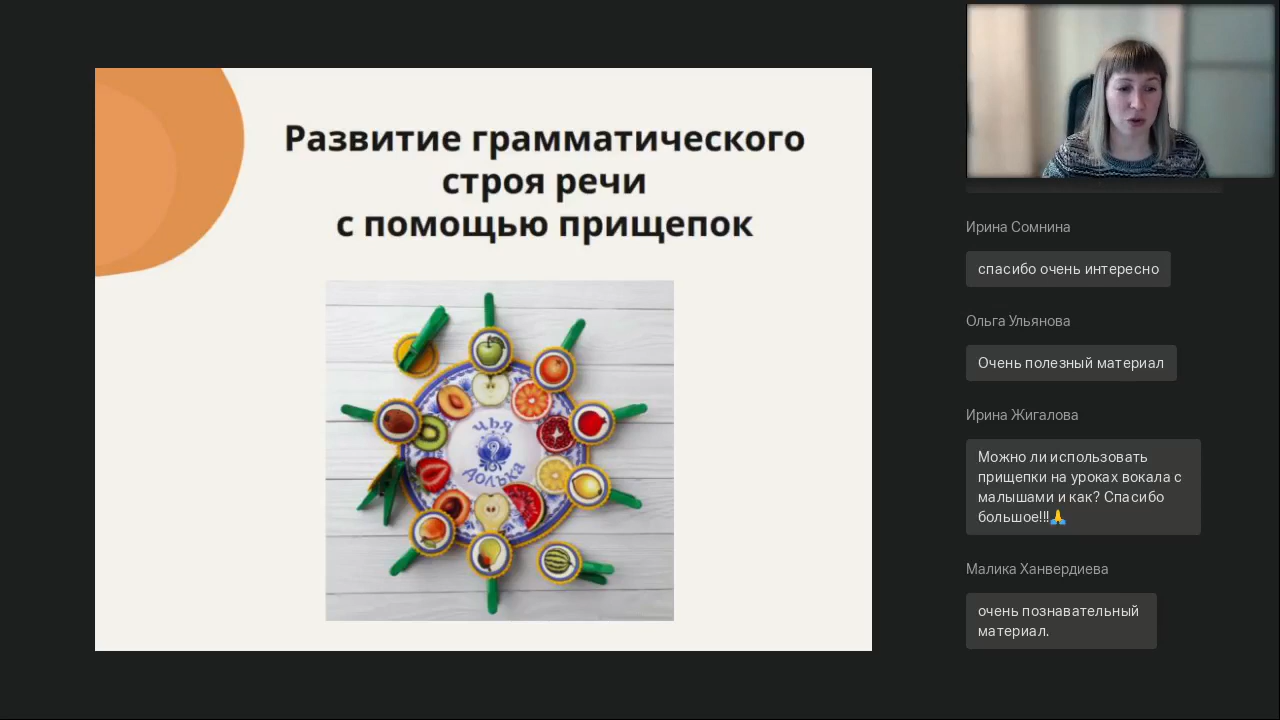 Развитие грамматического
строя речи
с помощью прищепок
ЧЬЯ
ДОЛЬКА
Ирина Сомнина
спасибо очень интересно
Ольга Ульянова
Очень полезный материал
Ирина Жигалова
Можно ли использовать
прищепки на уроках вокала с
малышами и как? Спасибо
большое!!!🙏
Малика Ханвердиева
очень познавательный
материал.